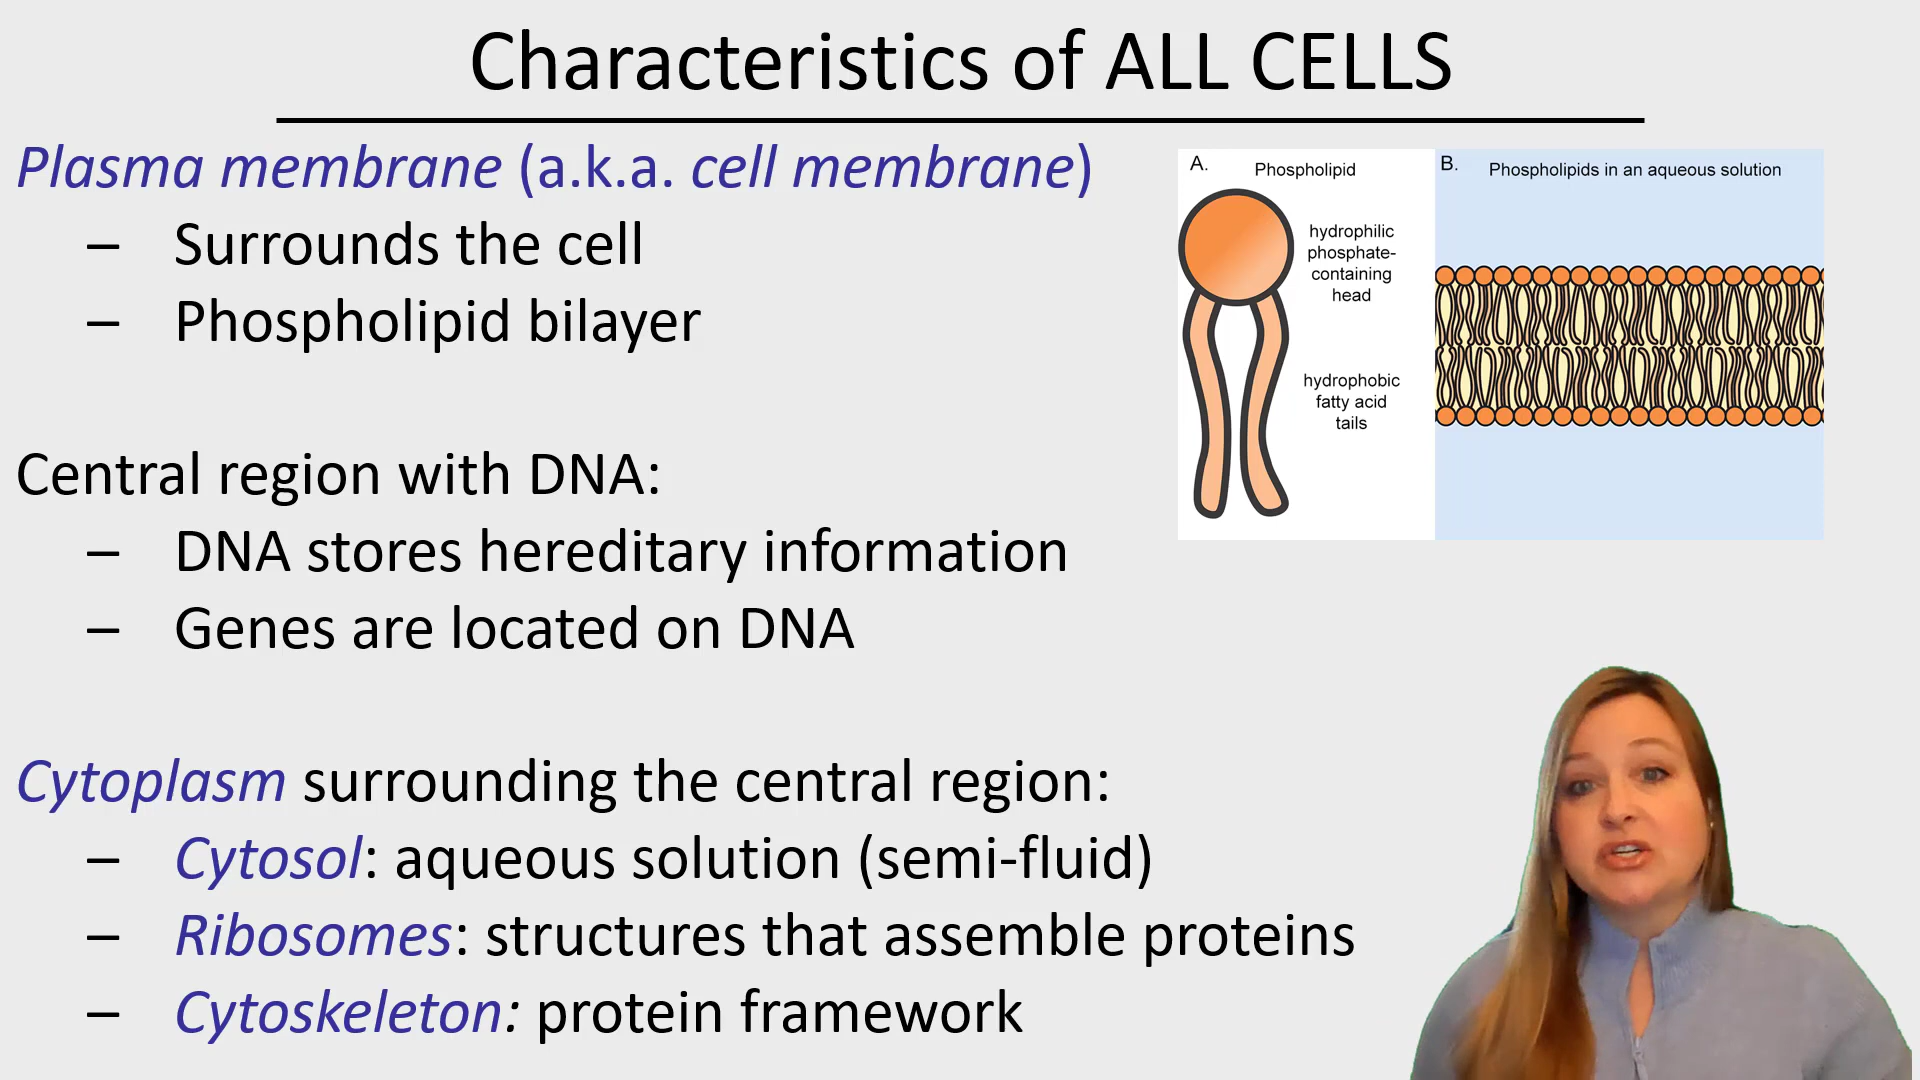 Characteristics of ALL CELLS
Plasma membrane (a.k.a. cell membrane)
– Surrounds the cell
– Phospholipid bilayer
Central region with DNA:
– DNA stores hereditary information
– Genes are located on DNA
Cytoplasm surrounding the central region:
– Cytosol: aqueous solution (semi-fluid)
– Ribosomes: structures that assemble proteins
– Cytoskeleton: protein framework
A. Phospholipid
hydrophilic
phosphate-
containing
head
hydrophobic
fatty acid
tails
B. Phospholipids in an aqueous solution